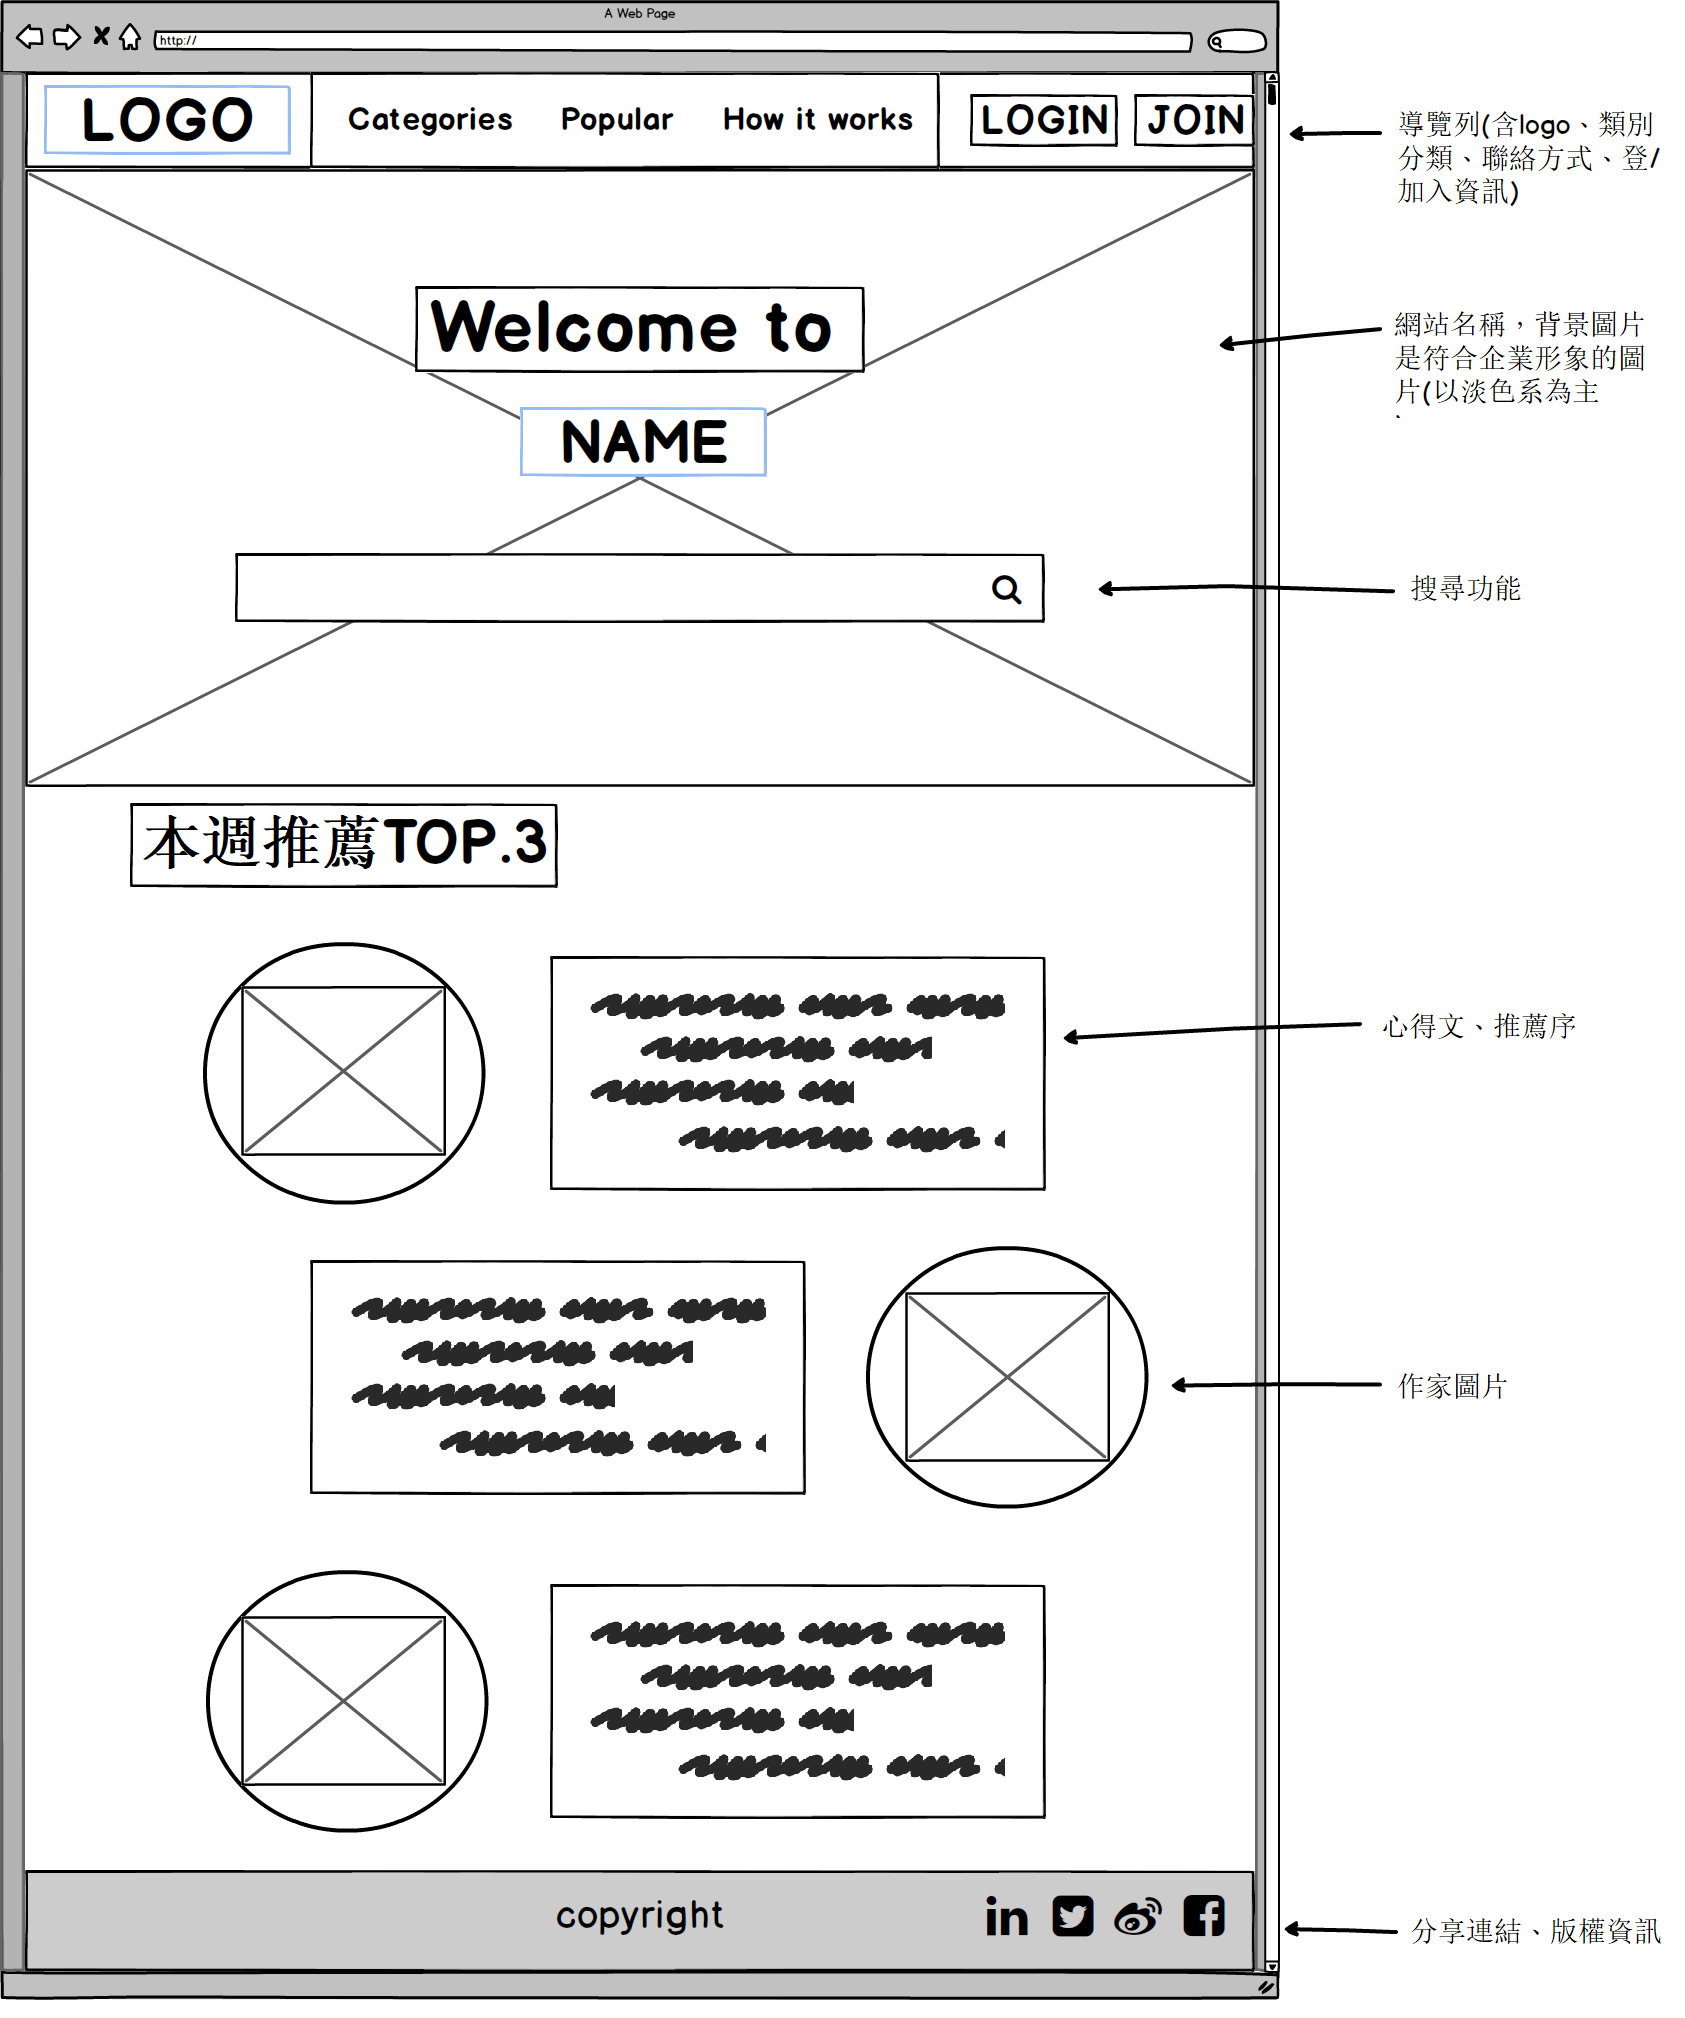 A Web Page
http://
LOGO
Categories
Popular
How it works
LOGIN
JOIN
導覽列(含logo、類別
分類、聯絡方式、登/
加入資訊)
Welcome to
NAME
網站名稱，背景圖片
是符合企業形象的圖
片(以淡色系為主
搜尋功能
本週推薦TOP.3
心得文、推薦序
作家圖片
copyright
分享連結、版權資訊